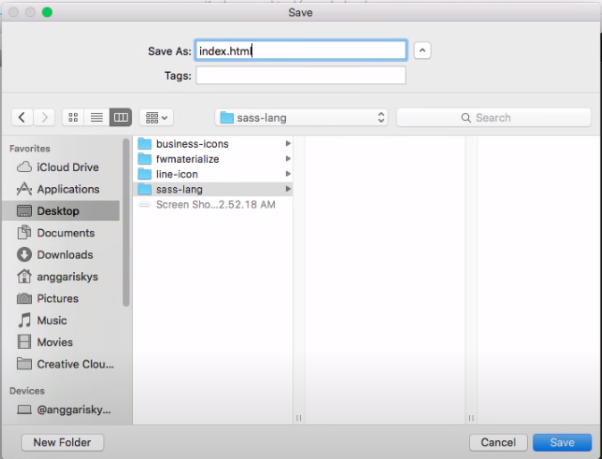 Save
Save As: index.html
Tags:
sass-lang
Search
Favorites
iCloud Drive
Applications
Desktop
Documents
Downloads
anggariskys
Pictures
Music
Movies
Creative Clou...
Devices
@anggarisky...
business-icons
fwmaterialize
line-icon
sass-lang
Screen Sho...2.52.18 AM
New Folder
Cancel
Save